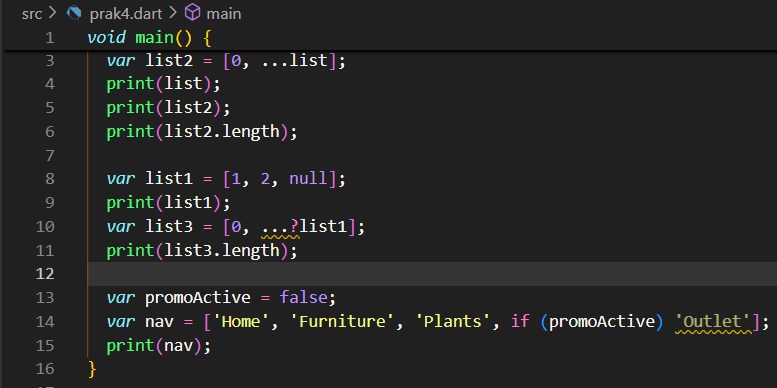 src > prak4.dart > main
1 void main() {
3 var list2 = [0, ...list];
4 print(list);
5 print(list2);
6 print(list2.length);
7
8 var list1 = [1, 2, null];
9 print(list1);
10 var list3 = [0, ...?list1];
11 print(list3.length);
12
13 var promoActive = false;
14 var nav = ['Home', 'Furniture', 'Plants', if (promoActive) 'Outlet'];
15 print(nav);
16 }